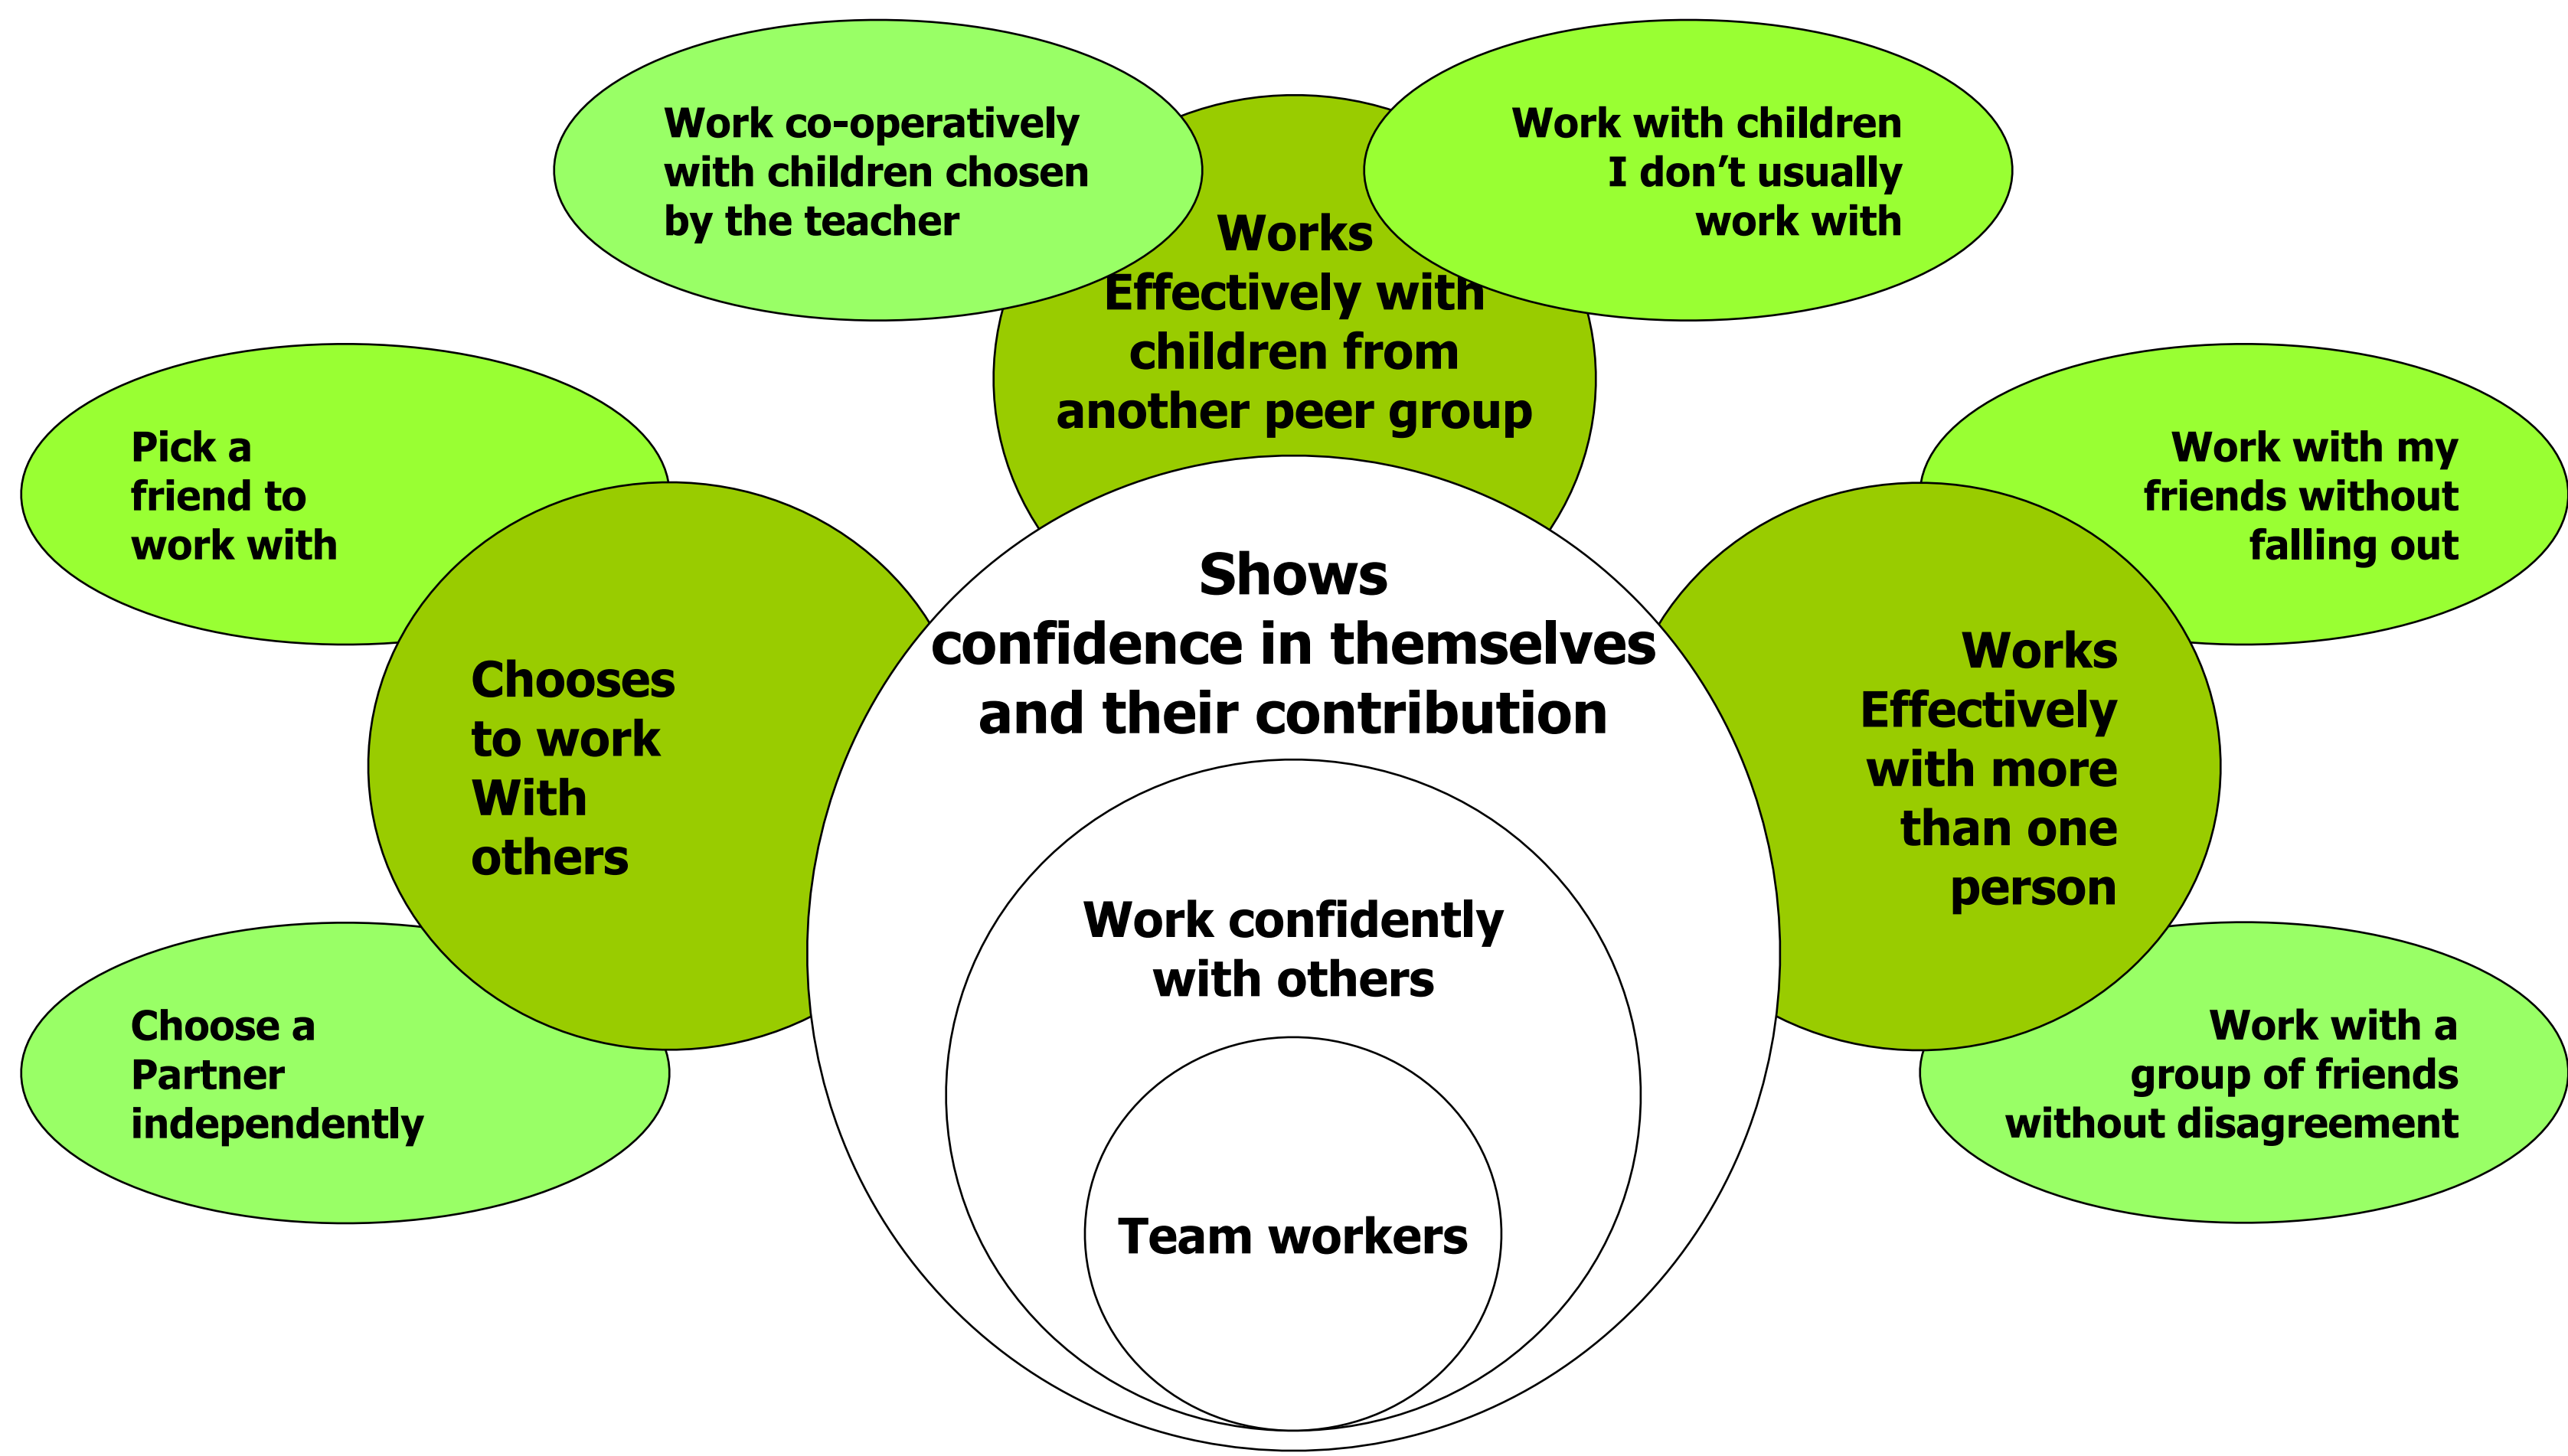 Work co-operatively
with children chosen
by the teacher
Work with children
I don’t usually
work with
Works
Effectively with
children from
another peer group
Pick a
friend to
work with
Work with my
friends without
falling out
Chooses
to work
With
others
Shows
confidence in themselves
and their contribution
Works
Effectively
with more
than one
person
Work confidently
with others
Choose a
Partner
independently
Work with a
group of friends
without disagreement
Team workers